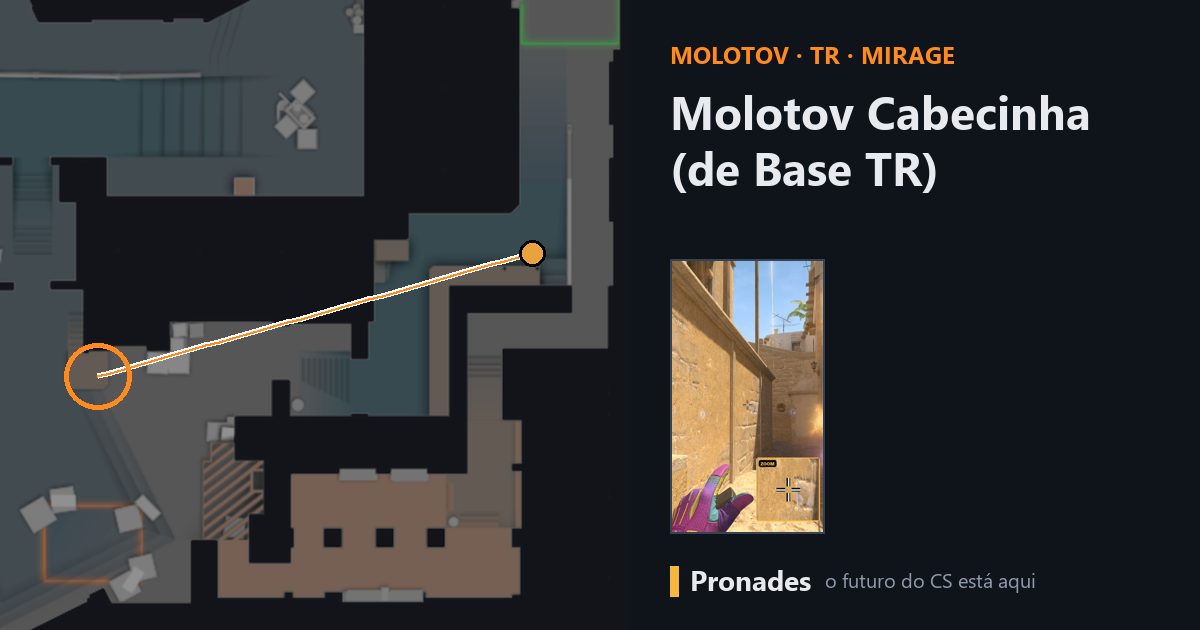 MOLOTOV · TR · MIRAGE
Molotov Cabecinha
(de Base TR)
ZOOM
Pronades o futuro do CS está aqui